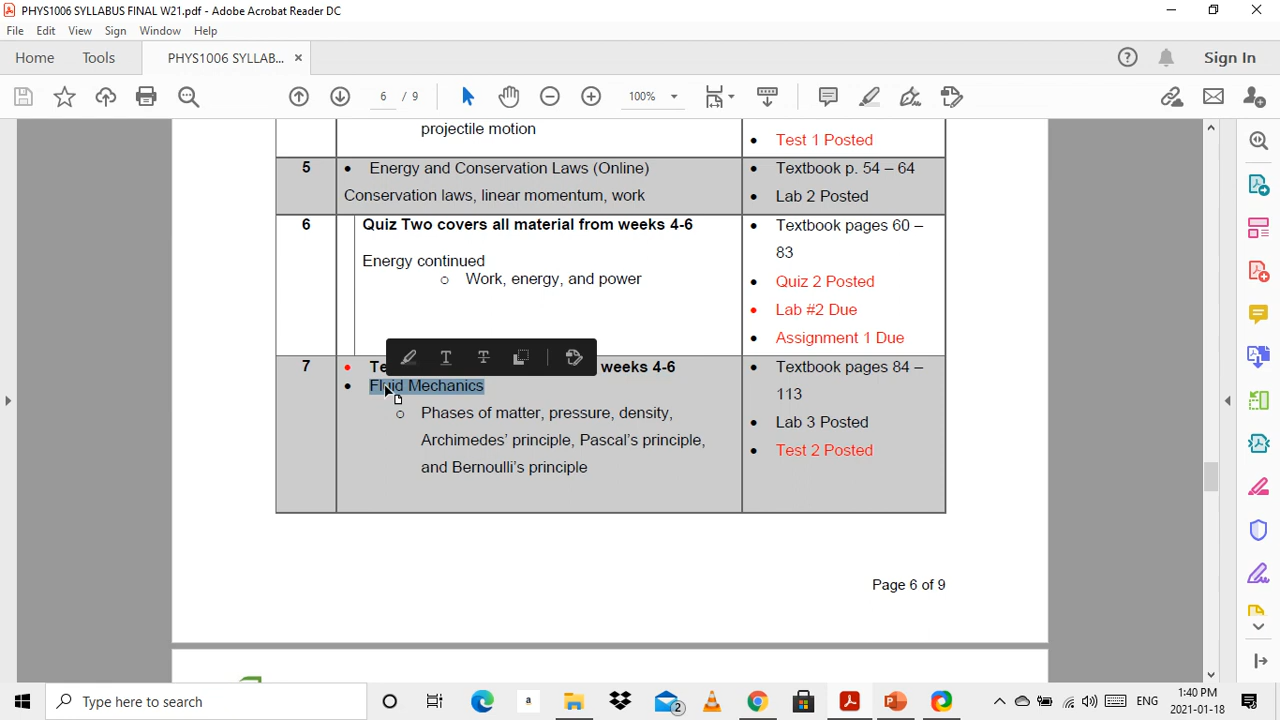 PHYS1006 SYLLABUS FINAL W21.pdf - Adobe Acrobat Reader DC
File Edit View Sign Window Help
Home Tools PHYS1006 SYLLAB... × Sign In
6 / 9 100%
projectile motion
Test 1 Posted
5 • Energy and Conservation Laws (Online) • Textbook p. 54 – 64
Conservation laws, linear momentum, work • Lab 2 Posted
6 Quiz Two covers all material from weeks 4-6 • Textbook pages 60 –
83
Energy continued
○ Work, energy, and power • Quiz 2 Posted
• Lab #2 Due
• Assignment 1 Due
7 • Te weeks 4-6 • Textbook pages 84 –
• Fluid Mechanics 113
○ Phases of matter, pressure, density, • Lab 3 Posted
Archimedes' principle, Pascal's principle, • Test 2 Posted
and Bernoulli's principle
Page 6 of 9
Type here to search a 2 ENG 1:40 PM
2021-01-18